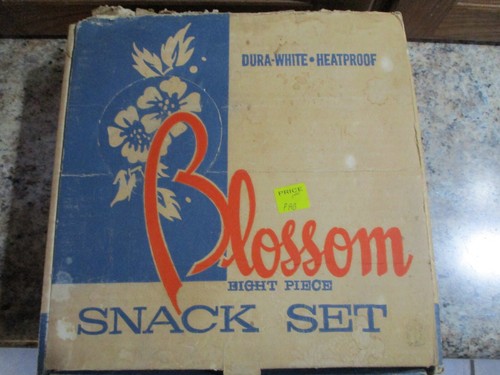 DURA-WHITE • HEATPROOF
Blossom
PRICE
EIGHT PIECE
SNACK SET